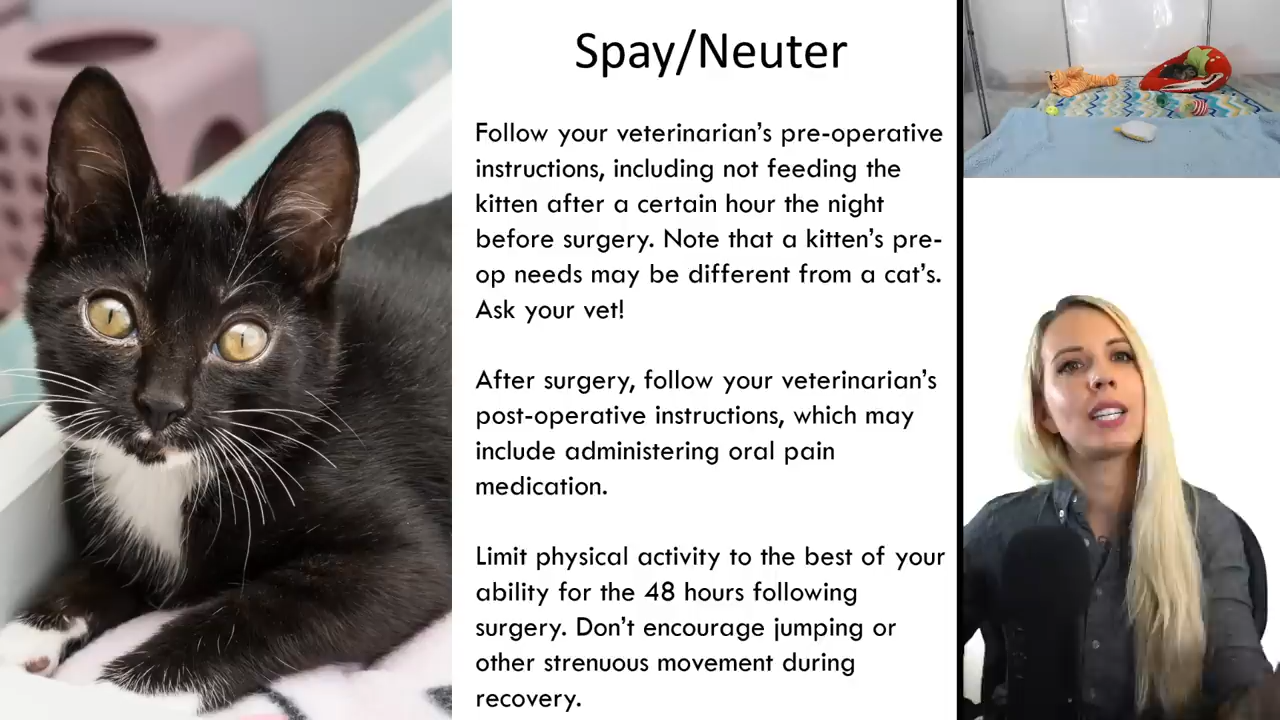 Spay/Neuter
Follow your veterinarian’s pre-operative
instructions, including not feeding the
kitten after a certain hour the night
before surgery. Note that a kitten’s pre-
op needs may be different from a cat’s.
Ask your vet!
After surgery, follow your veterinarian’s
post-operative instructions, which may
include administering oral pain
medication.
Limit physical activity to the best of your
ability for the 48 hours following
surgery. Don’t encourage jumping or
other strenuous movement during
recovery.